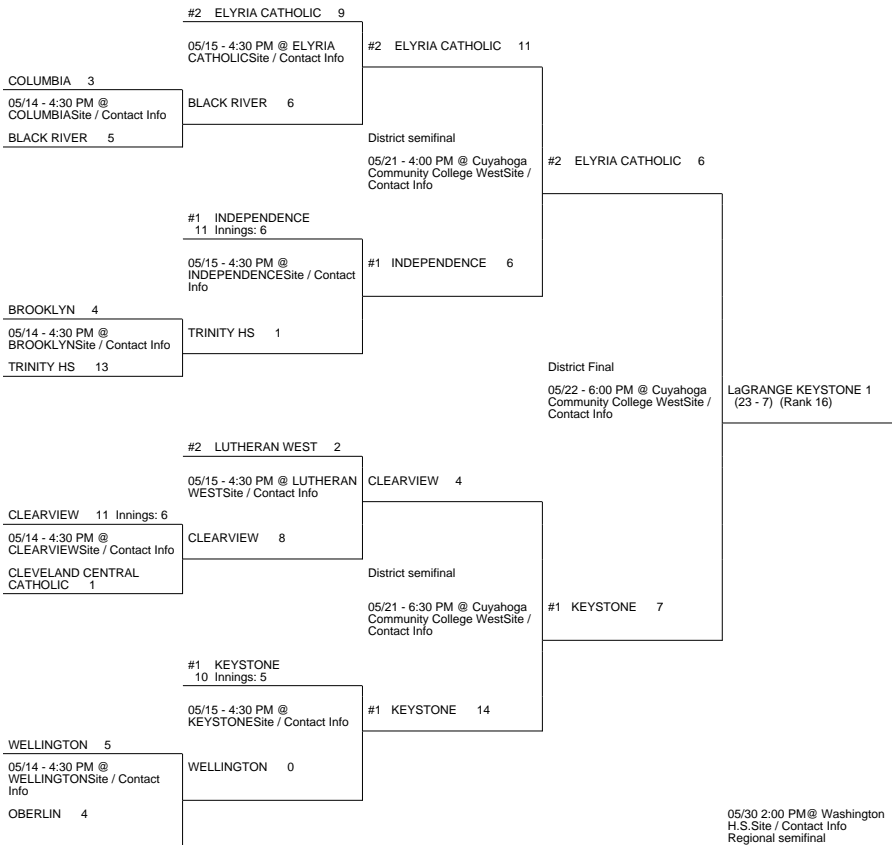 #2 ELYRIA CATHOLIC 9
05/15 - 4:30 PM @ ELYRIA
CATHOLICSite / Contact Info
#2 ELYRIA CATHOLIC 11
COLUMBIA 3
05/14 - 4:30 PM @
COLUMBIASite / Contact Info
BLACK RIVER 6
BLACK RIVER 5
District semifinal
05/21 - 4:00 PM @ Cuyahoga
Community College WestSite /
Contact Info
#2 ELYRIA CATHOLIC 6
#1 INDEPENDENCE
11 Innings: 6
05/15 - 4:30 PM @
INDEPENDENCESite / Contact
Info
#1 INDEPENDENCE 6
BROOKLYN 4
05/14 - 4:30 PM @
BROOKLYNSite / Contact Info
TRINITY HS 1
TRINITY HS 13
District Final
05/22 - 6:00 PM @ Cuyahoga
Community College WestSite /
Contact Info
LaGRANGE KEYSTONE 1
(23 - 7) (Rank 16)
#2 LUTHERAN WEST 2
05/15 - 4:30 PM @ LUTHERAN
WESTSite / Contact Info
CLEARVIEW 4
CLEARVIEW 11 Innings: 6
05/14 - 4:30 PM @
CLEARVIEWSite / Contact Info
CLEARVIEW 8
CLEVELAND CENTRAL
CATHOLIC 1
District semifinal
05/21 - 6:30 PM @ Cuyahoga
Community College WestSite /
Contact Info
#1 KEYSTONE 7
#1 KEYSTONE
10 Innings: 5
05/15 - 4:30 PM @
KEYSTONESite / Contact Info
#1 KEYSTONE 14
WELLINGTON 5
05/14 - 4:30 PM @
WELLINGTONSite / Contact
Info
WELLINGTON 0
OBERLIN 4
05/30 2:00 PM@ Washington
H.S.Site / Contact Info
Regional semifinal